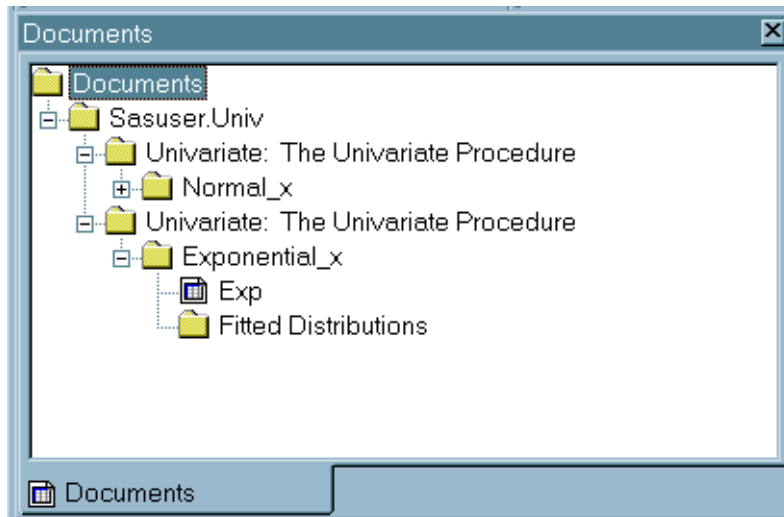 Documents
Documents
Sasuser.Univ
Univariate: The Univariate Procedure
Normal_x
Univariate: The Univariate Procedure
Exponential_x
Exp
Fitted Distributions
Documents